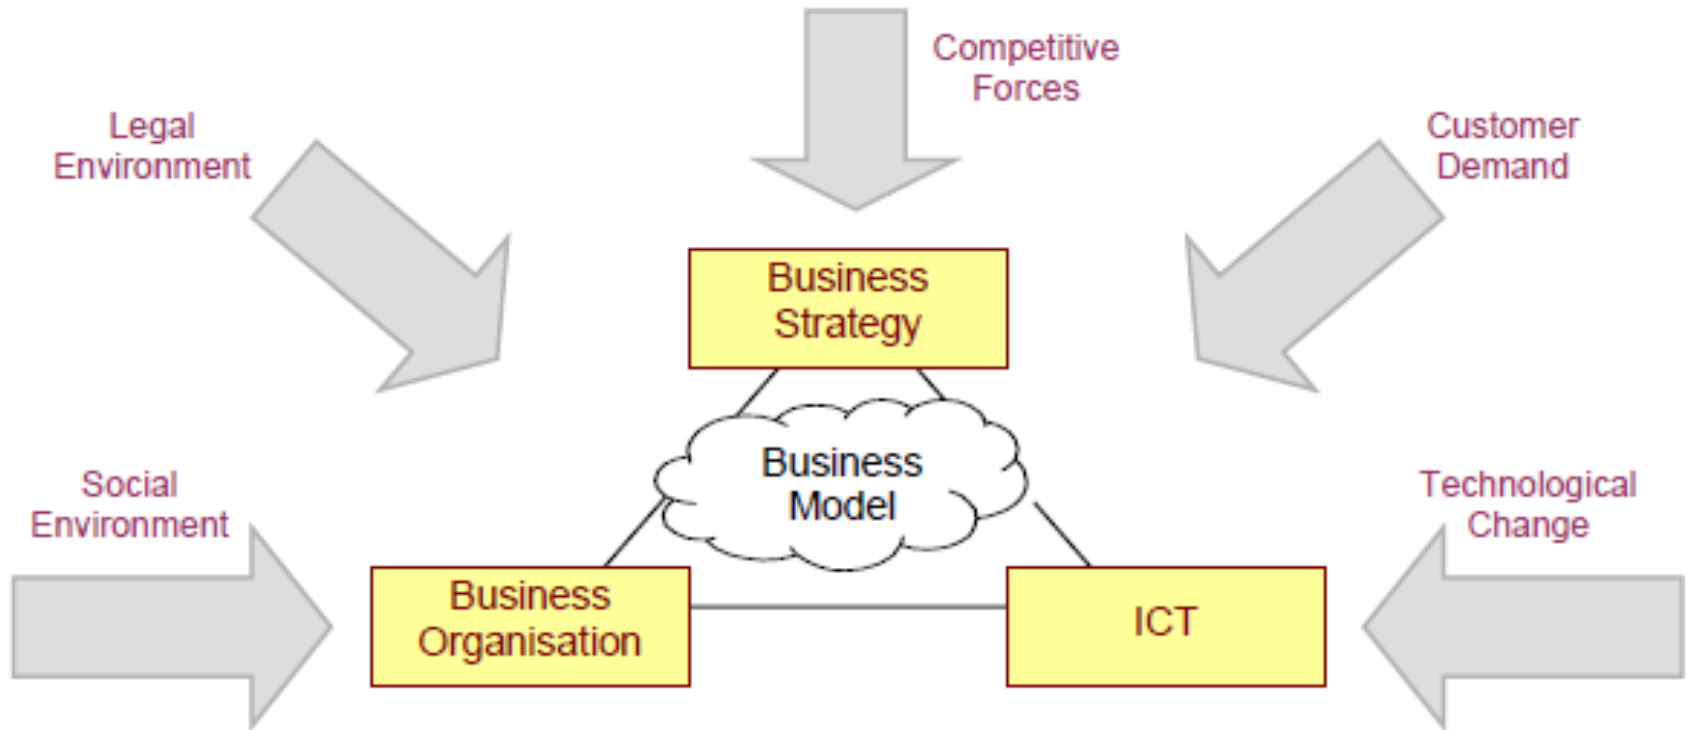 Competitive
Forces
Legal
Environment
Customer
Demand
Business
Strategy
Business
Model
Social
Environment
Technological
Change
Business
Organisation
ICT